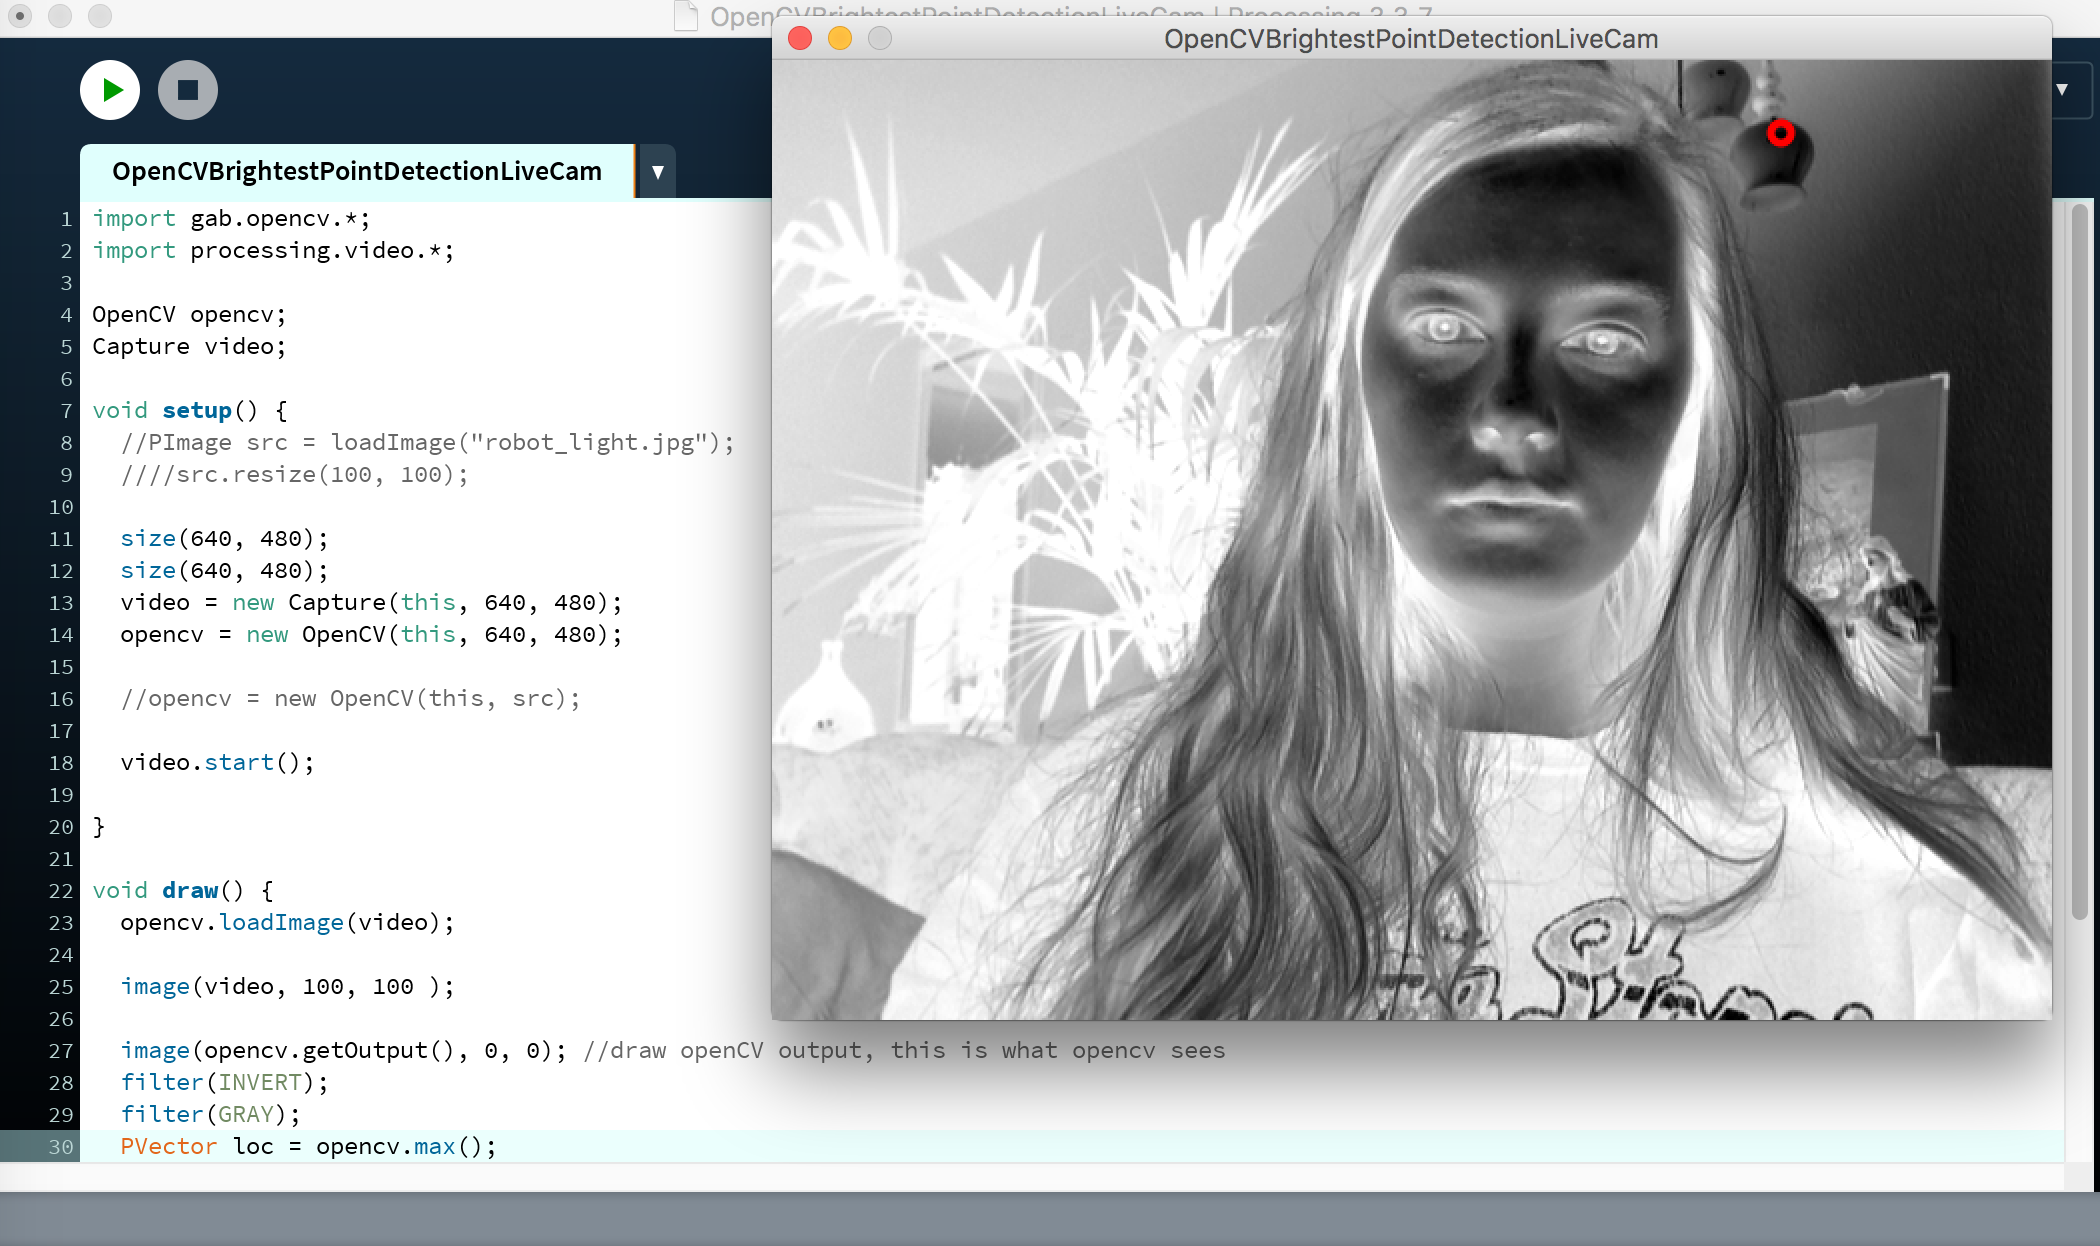 OpenCVBrightestPointDetectionLiveCam | Processing 3.3.7
OpenCVBrightestPointDetectionLiveCam
OpenCVBrightestPointDetectionLiveCam
1 import gab.opencv.*;
2 import processing.video.*;
3
4 OpenCV opencv;
5 Capture video;
6
7 void setup() {
8 //PImage src = loadImage("robot_light.jpg");
9 ////src.resize(100, 100);
10
11 size(640, 480);
12 size(640, 480);
13 video = new Capture(this, 640, 480);
14 opencv = new OpenCV(this, 640, 480);
15
16 //opencv = new OpenCV(this, src);
17
18 video.start();
19
20 }
21
22 void draw() {
23 opencv.loadImage(video);
24
25 image(video, 100, 100 );
26
27 image(opencv.getOutput(), 0, 0); //draw openCV output, this is what opencv sees
28 filter(INVERT);
29 filter(GRAY);
30 PVector loc = opencv.max();